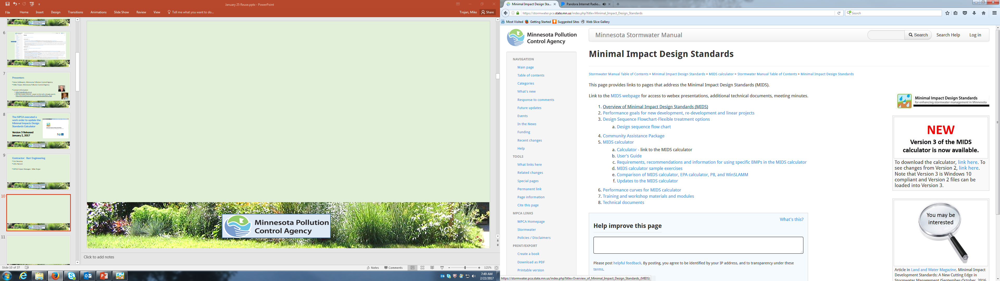 January 25 Reuse.pptx - PowerPoint
File Home Insert Design Transitions Animations Slide Show Review View Tell me what you want to do... Trojan, Mike Share
6
7
Presenters
• Anne Gelbmann, Minnesota Pollution Control Agency
• Mike Trojan, Minnesota Pollution Control Agency
• Contact information
8
The MPCA executed a
work order to update the
Minimal Impacts Design
Standards Calculator
Version 3 Released
January 2, 2017
9
Contractor: Barr Engineering
• John Hanson
• MPCA Project Manager: Mike Trojan
10
11
Minnesota Pollution
Control Agency
Click to add notes
Slide 10 of 37 Notes Comments 121%
7:49 AM
2/22/2017
Minimal Impact Design Sta... Pandora Internet Radio...
https://stormwater.pca.state.mn.us/index.php?title=Minimal_Impact_Design_Standards Search
Most Visited Getting Started Suggested Sites Web Slice Gallery
Minnesota Pollution
Control Agency
Minnesota Stormwater Manual Search Search Help Log in
NAVIGATION
Main page
Table of contents
Categories
What's new
Response to comments
Future updates
Events
In the News
Funding
Recent changes
Help
TOOLS
What links here
Related changes
Special pages
Permanent link
Page information
Cite this page
MPCA LINKS
MPCA Homepage
Stormwater
Policies / Disclaimers
PRINT/EXPORT
Create a book
Download as PDF
Printable version
Minimal Impact Design Standards
Stormwater Manual Table of Contents > Minimal Impact Design Standards > MIDS calculator > Stormwater Manual Table of Contents > Minimal Impact Design Standards
This page provides links to pages that address the Minimal Impact Design Standards (MIDS).
Link to the MIDS webpage for access to webex presentations, additional technical documents, meeting minutes.
1. Overview of Minimal Impact Design Standards (MIDS)
2. Performance goals for new development, re-development and linear projects
3. Design Sequence Flowchart-Flexible treatment options
a. Design sequence flow chart
4. Community Assistance Package
5. MIDS calculator
a. Calculator - link to the MIDS calculator
b. User's Guide
c. Requirements, recommendations and information for using specific BMPs in the MIDS calculator
d. MIDS calculator sample exercises
e. Comparison of MIDS calculator, EPA calculator, P8, and WinSLAMM
f. Updates to the MIDS calculator
6. Performance curves for MIDS calculator
7. Training and workshop materials and modules
8. Technical documents
What's this?
Help improve this page
Please post helpful feedback. By posting, you agree to be identified by your IP address, and to transparency under these
terms.
https://stormwater.pca.state.mn.us/index.php?title=Overview_of_Minimal_Impact_Design_Standards_(MIDS)
Minimal Impact Design Standards
for enhancing stormwater management in Minnesota
NEW
Version 3 of the MIDS
calculator is now available.
To download the calculator, link here. To
see changes from Version 2, link here.
Note that Version 3 is Windows 10
compliant and Version 2 files can be
loaded into Version 3.
You may be
interested
Article in Land and Water Magazine. Minimal Impact
Development Standards: A New Cutting Edge in
Stormwater Management (September-October, 2016